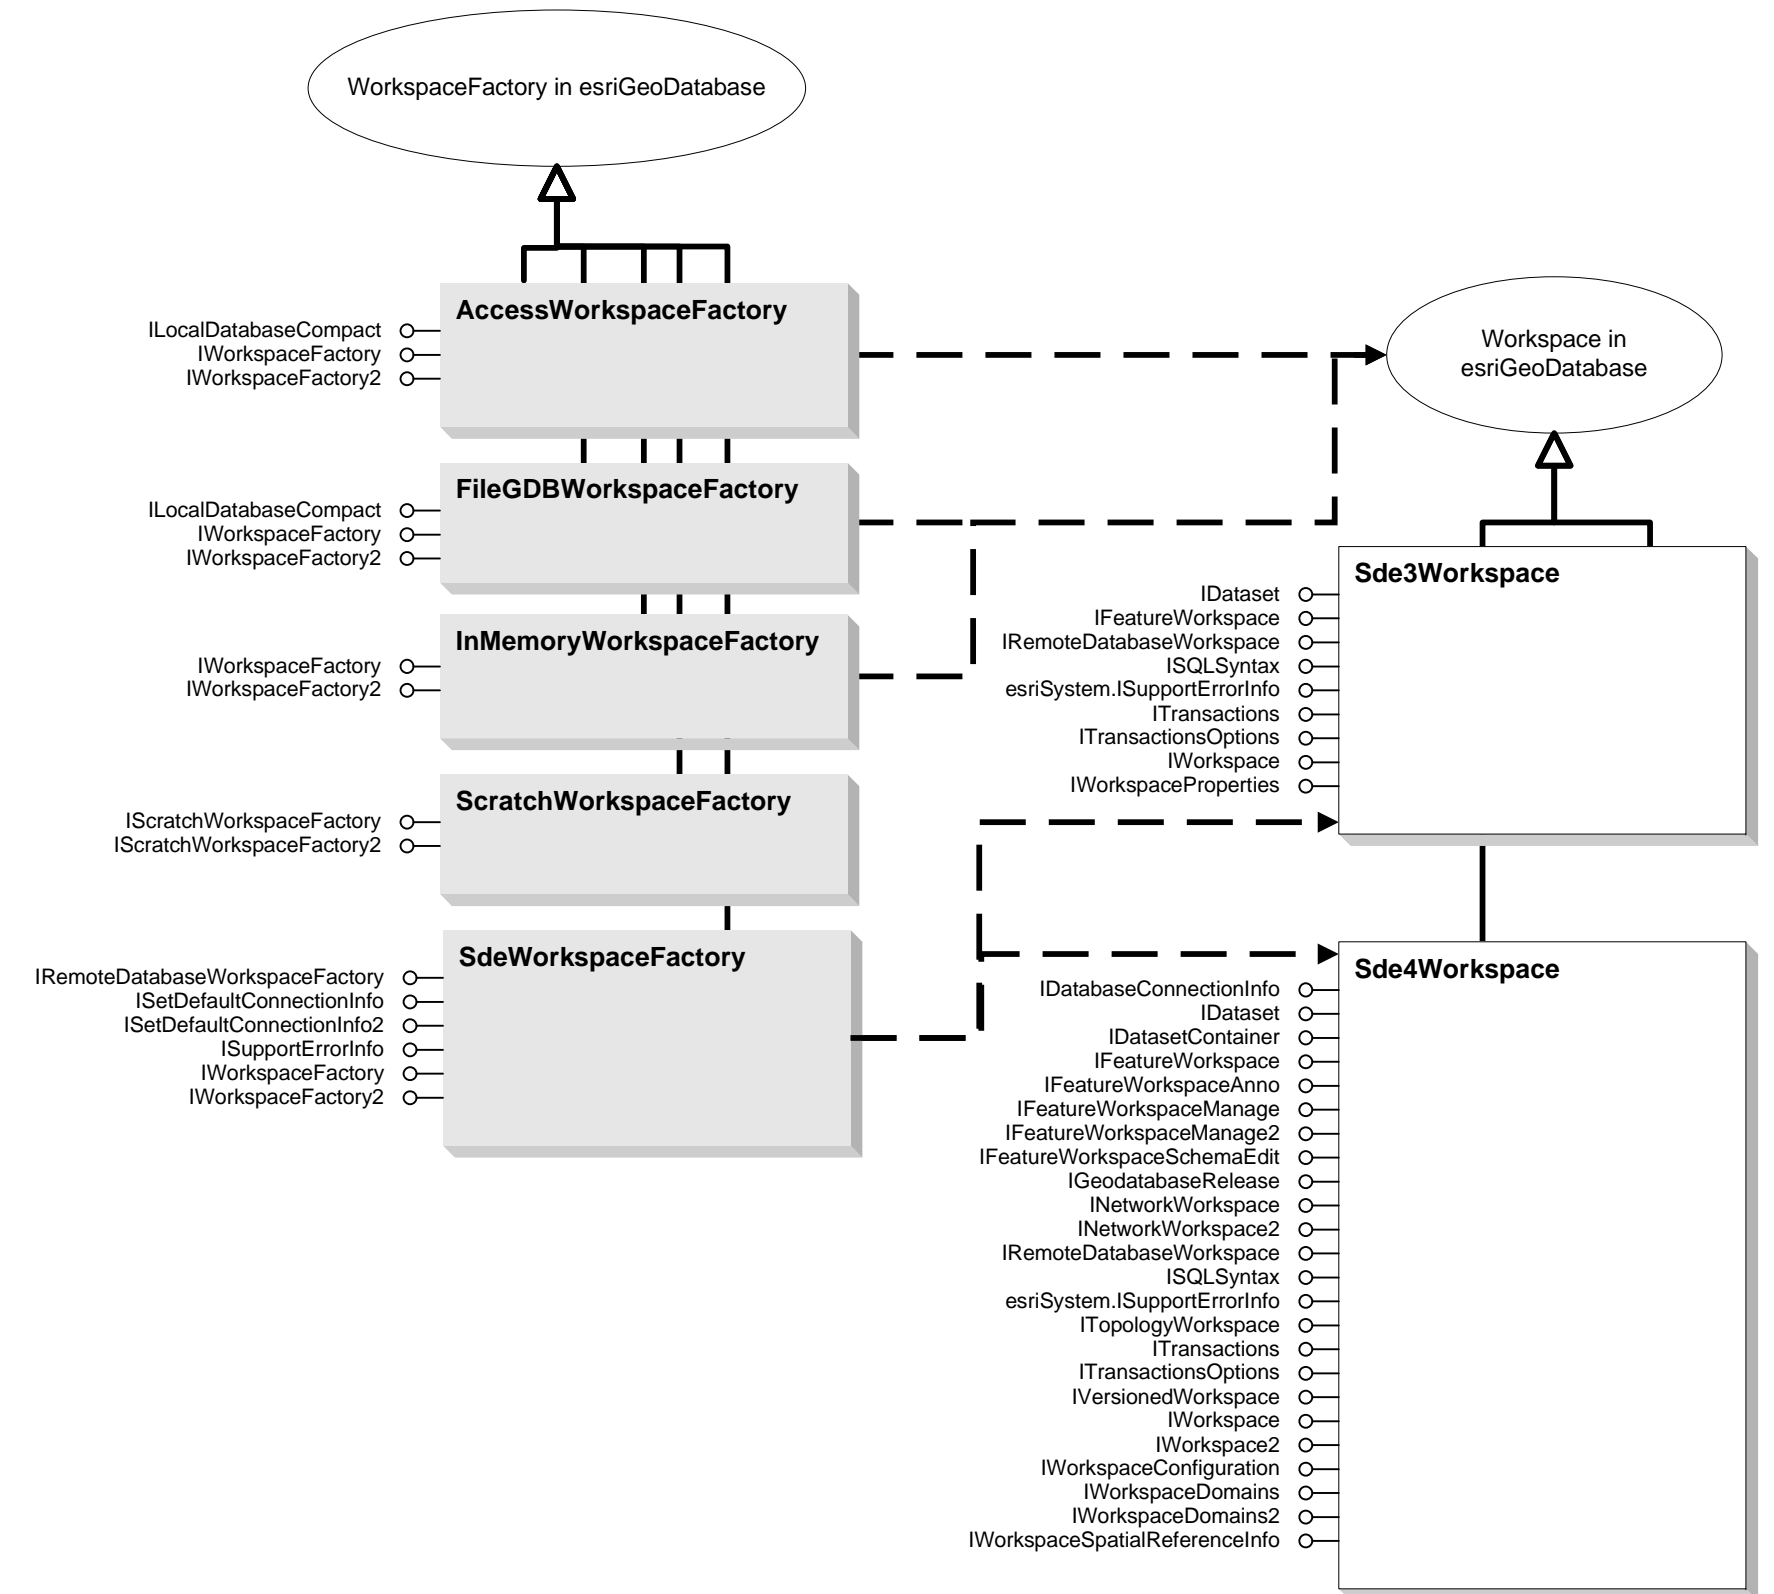 WorkspaceFactory in esriGeoDatabase
AccessWorkspaceFactory
ILocalDatabaseCompact
IWorkspaceFactory
IWorkspaceFactory2
FileGDBWorkspaceFactory
ILocalDatabaseCompact
IWorkspaceFactory
IWorkspaceFactory2
InMemoryWorkspaceFactory
IWorkspaceFactory
IWorkspaceFactory2
ScratchWorkspaceFactory
IScratchWorkspaceFactory
IScratchWorkspaceFactory2
SdeWorkspaceFactory
IRemoteDatabaseWorkspaceFactory
ISetDefaultConnectionInfo
ISetDefaultConnectionInfo2
ISupportErrorInfo
IWorkspaceFactory
IWorkspaceFactory2
Workspace in
esriGeoDatabase
Sde3Workspace
IDataset
IFeatureWorkspace
IRemoteDatabaseWorkspace
ISQLSyntax
esriSystem.ISupportErrorInfo
ITransactions
ITransactionsOptions
IWorkspace
IWorkspaceProperties
Sde4Workspace
IDatabaseConnectionInfo
IDataset
IDatasetContainer
IFeatureWorkspace
IFeatureWorkspaceAnno
IFeatureWorkspaceManage
IFeatureWorkspaceManage2
IFeatureWorkspaceSchemaEdit
IGeodatabaseRelease
INetworkWorkspace
INetworkWorkspace2
IRemoteDatabaseWorkspace
ISQLSyntax
esriSystem.ISupportErrorInfo
ITopologyWorkspace
ITransactions
ITransactionsOptions
IVersionedWorkspace
IWorkspace
IWorkspace2
IWorkspaceConfiguration
IWorkspaceDomains
IWorkspaceDomains2
IWorkspaceSpatialReferenceInfo